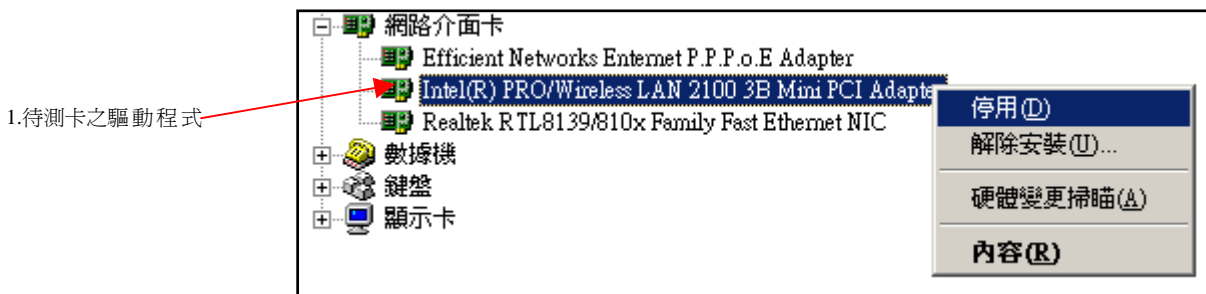 網路介面卡
Efficient Networks Enternet P.P.P.o.E Adapter
1.待測卡之驅動程式
Intel(R) PRO/Wireless LAN 2100 3B Mini PCI Adapte
Realtek RTL8139/810x Family Fast Ethernet NIC
數據機
鍵盤
顯示卡
停用(D)
解除安裝(U)...
硬體變更掃瞄(A)
內容(R)